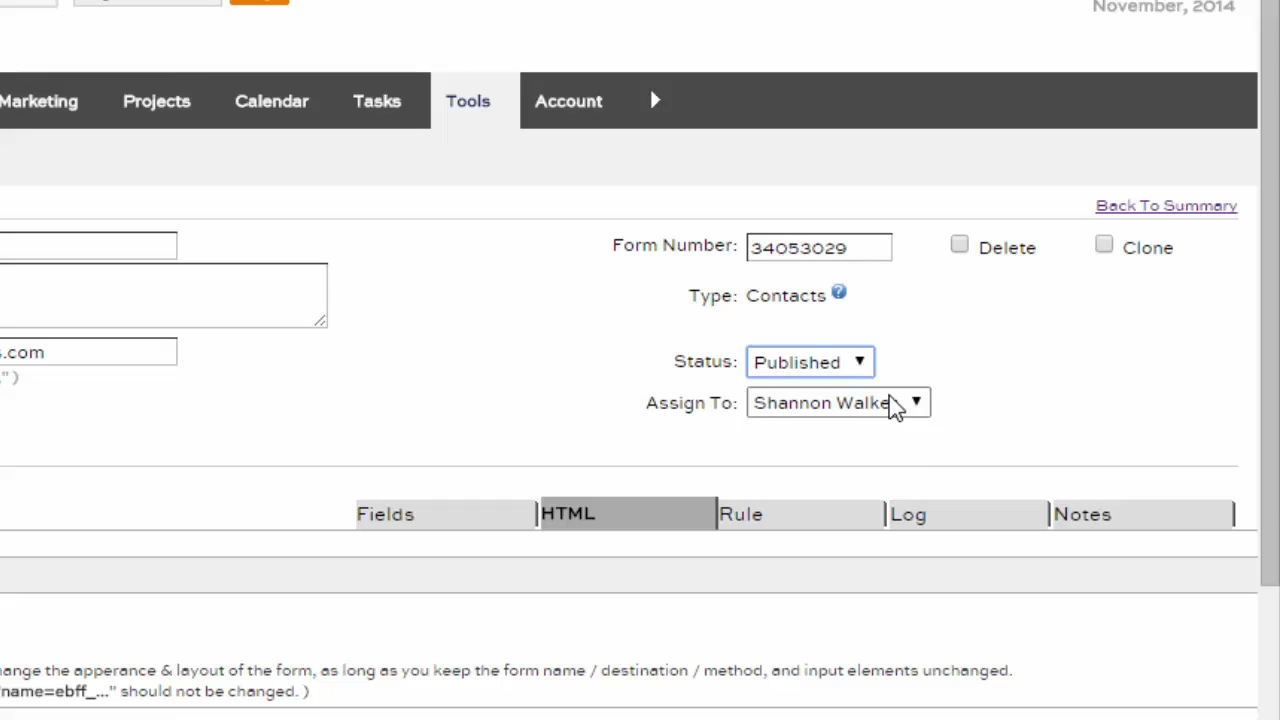 November, 2014
Marketing Projects Calendar Tasks Tools Account
Back To Summary
Form Number: 34053029 Delete Clone
Type: Contacts ?
Status: Published
.com
Assign To: Shannon Walke
")
Fields HTML Rule Log Notes
ange the apperance & layout of the form, as long as you keep the form name / destination / method, and input elements unchanged.
"name=ebff_..." should not be changed. )